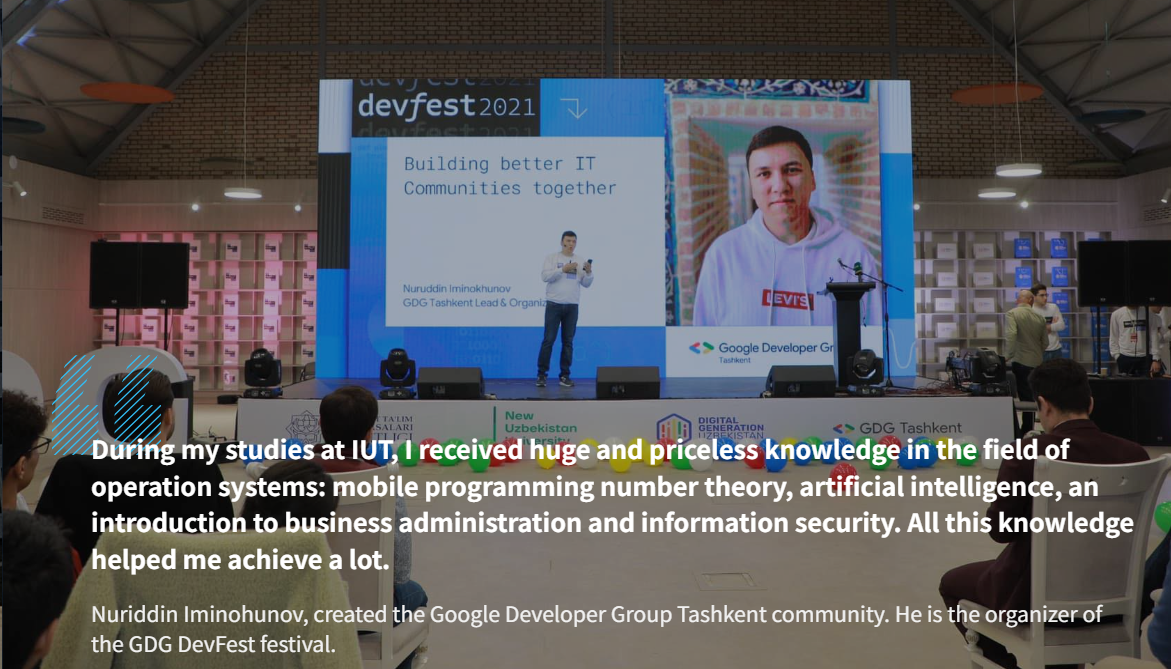 devfest 2021
Building better IT
Communities together
Nuruddin Iminokhunov
GDG Tashkent Lead & Organiz
LEVI'S
Google Developer Gr
Tashkent
New
Uzbekistan
University
DIGITAL
GENERATION
UZBEKISTAN
GDG Tashkent
During my studies at IUT, I received huge and priceless knowledge in the field of
operation systems: mobile programming number theory, artificial intelligence, an
introduction to business administration and information security. All this knowledge
helped me achieve a lot.
Nuriddin Iminohunov, created the Google Developer Group Tashkent community. He is the organizer of
the GDG DevFest festival.